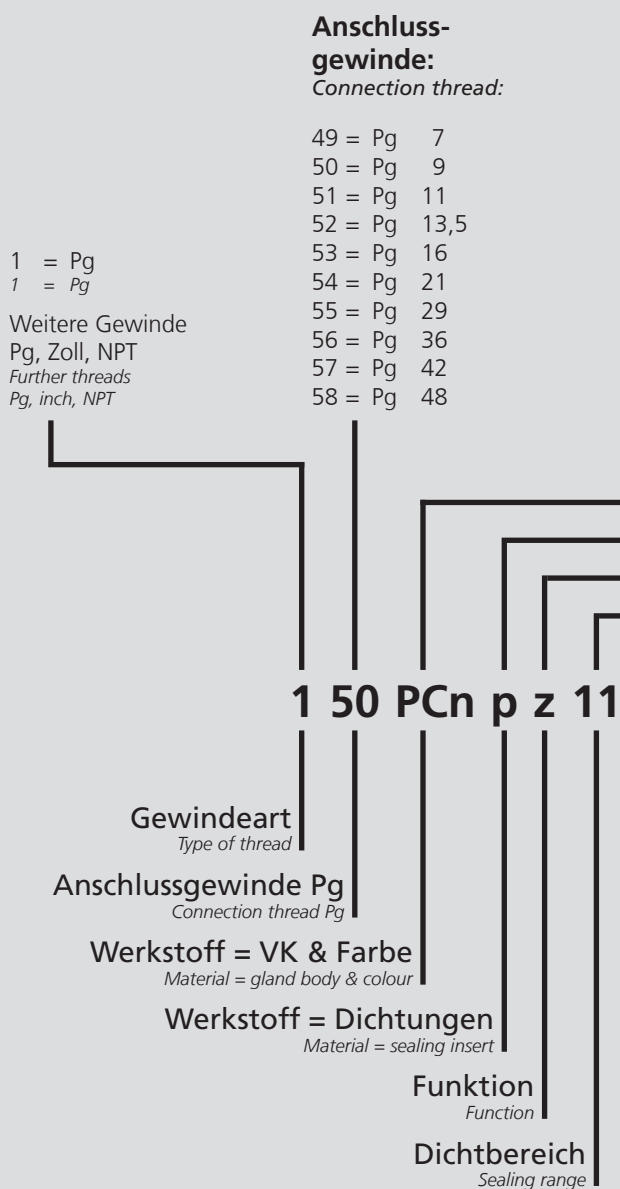 Anschluss-
gewinde:
Connection thread:
49 = Pg 7
50 = Pg 9
51 = Pg 11
52 = Pg 13,5
53 = Pg 16
54 = Pg 21
55 = Pg 29
56 = Pg 36
57 = Pg 42
58 = Pg 48
1 = Pg
1 = Pg
Weitere Gewinde
Pg, Zoll, NPT
Further threads
Pg, inch, NPT
1 50 PCn p z 11
Gewindeart
Type of thread
Anschlussgewinde Pg
Connection thread Pg
Werkstoff = VK & Farbe
Material = gland body & colour
Werkstoff = Dichtungen
Material = sealing insert
Funktion
Function
Dichtbereich
Sealing range